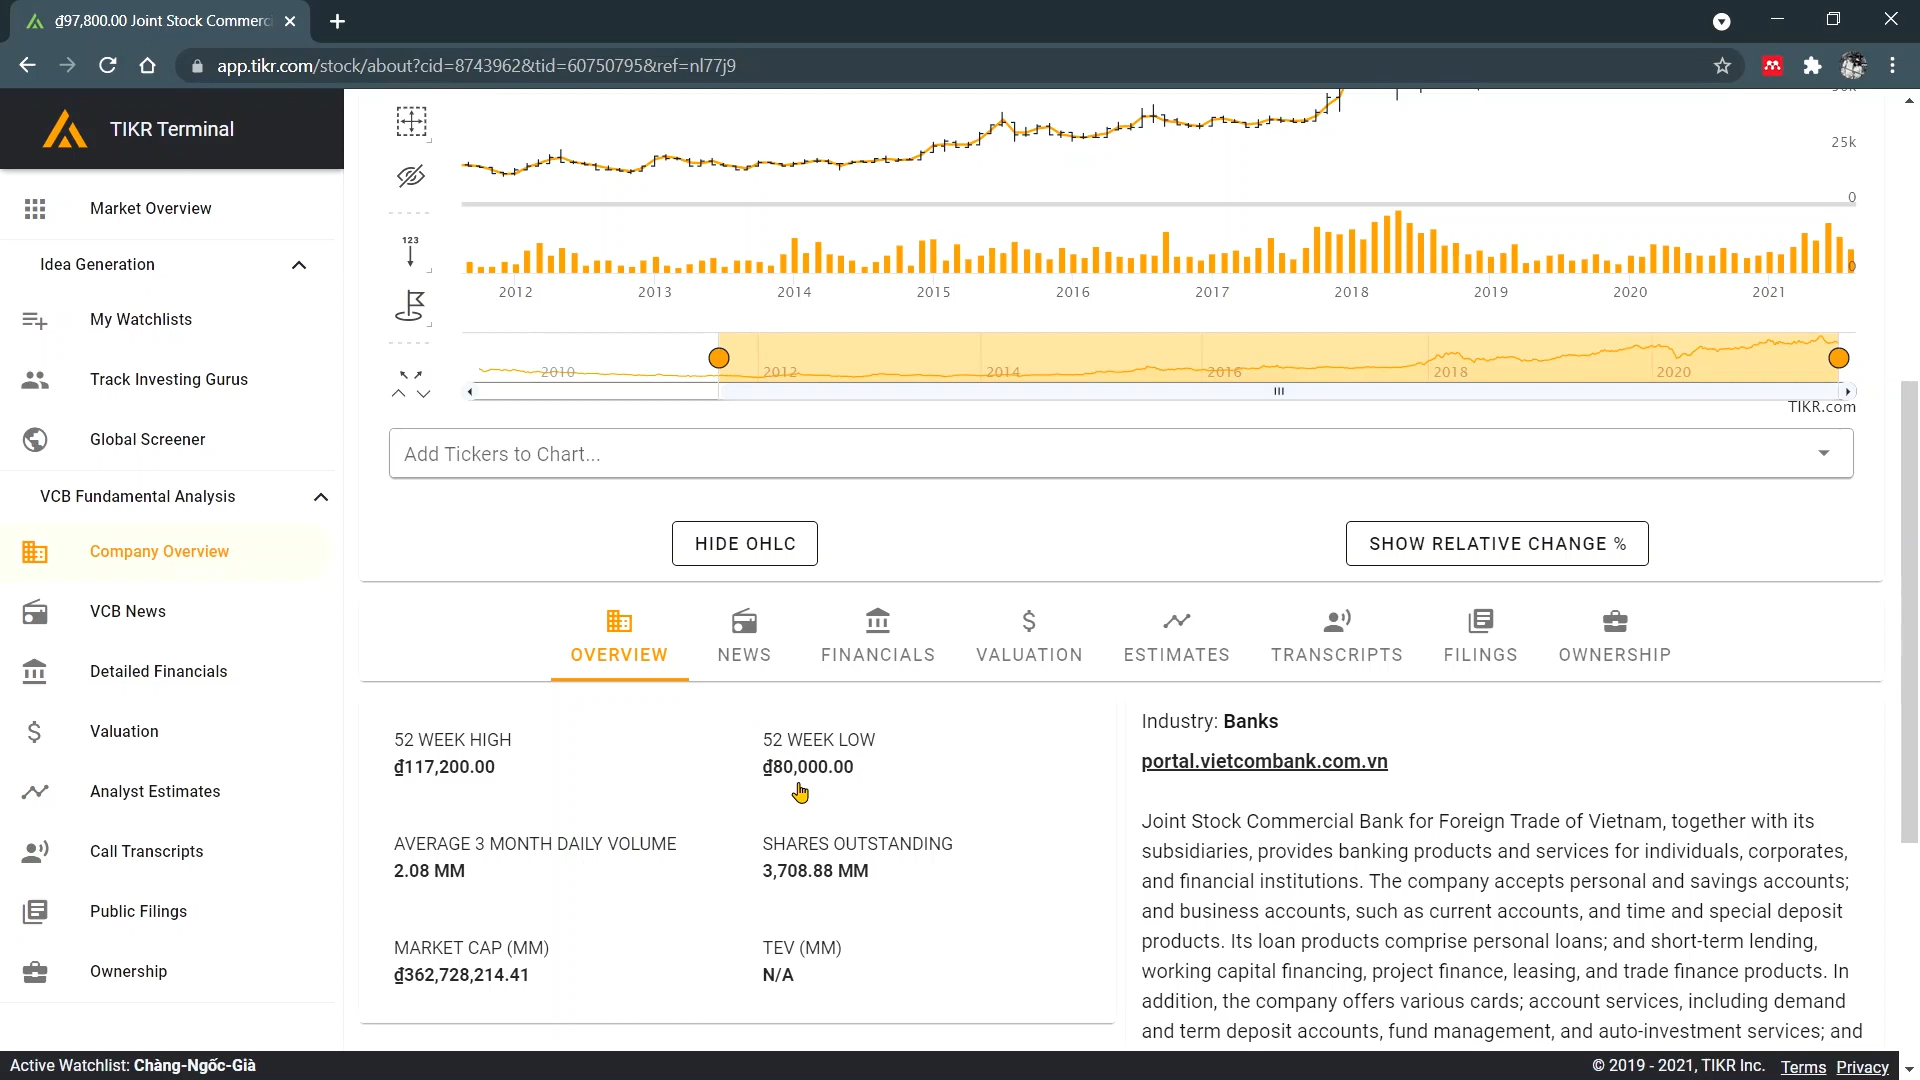 ₫97,800.00 Joint Stock Commerc
app.tikr.com/stock/about?cid=8743962&tid=60750795&ref=nl77j9
TIKR Terminal
Market Overview
Idea Generation
My Watchlists
Track Investing Gurus
Global Screener
VCB Fundamental Analysis
Company Overview
VCB News
Detailed Financials
Valuation
Analyst Estimates
Call Transcripts
Public Filings
Ownership
123
25k
0
0
2012 2013 2014 2015 2016 2017 2018 2019 2020 2021
2010 2012 2014 2016 2018 2020
TIKR.com
Add Tickers to Chart...
HIDE OHLC
SHOW RELATIVE CHANGE %
OVERVIEW NEWS FINANCIALS VALUATION ESTIMATES TRANSCRIPTS FILINGS OWNERSHIP
52 WEEK HIGH
₫117,200.00
52 WEEK LOW
₫80,000.00
AVERAGE 3 MONTH DAILY VOLUME
2.08 MM
SHARES OUTSTANDING
3,708.88 MM
MARKET CAP (MM)
₫362,728,214.41
TEV (MM)
N/A
Industry: Banks
portal.vietcombank.com.vn
Joint Stock Commercial Bank for Foreign Trade of Vietnam, together with its
subsidiaries, provides banking products and services for individuals, corporates,
and financial institutions. The company accepts personal and savings accounts;
and business accounts, such as current accounts, and time and special deposit
products. Its loan products comprise personal loans; and short-term lending,
working capital financing, project finance, leasing, and trade finance products. In
addition, the company offers various cards; account services, including demand
and term deposit accounts, fund management, and auto-investment services; and
Active Watchlist: Chàng-Ngốc-Già
© 2019 - 2021, TIKR Inc. Terms Privacy